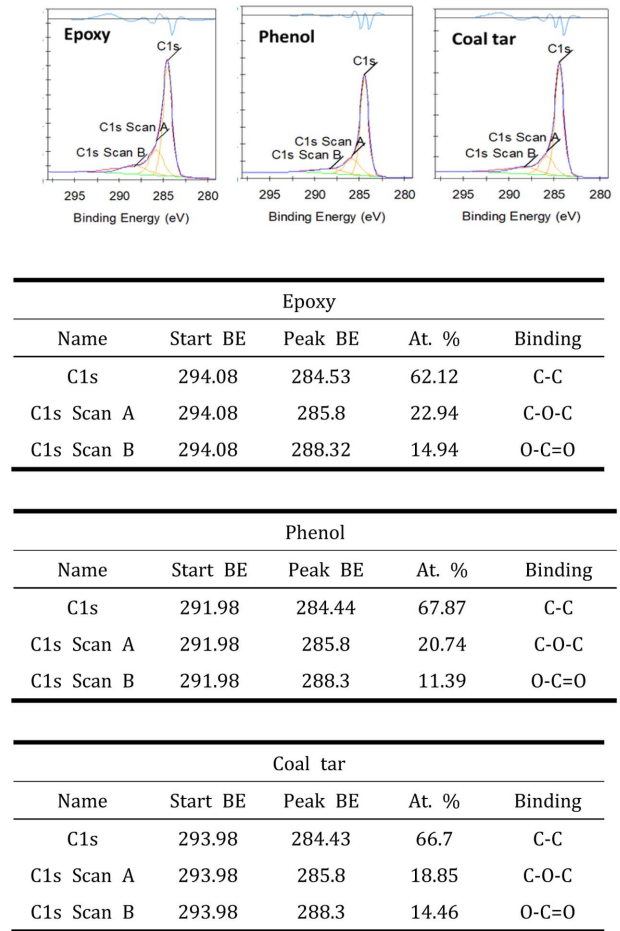 Epoxy
C1s
C1s Scan A
C1s Scan B
295 290 285 280
Binding Energy (eV)
Phenol
C1s
C1s Scan A
C1s Scan B
295 290 285 280
Binding Energy (eV)
Coal tar
C1s
C1s Scan A
C1s Scan B
295 290 285 280
Binding Energy (eV)
Epoxy
Name Start BE Peak BE At. % Binding
C1s 294.08 284.53 62.12 C-C
C1s Scan A 294.08 285.8 22.94 C-O-C
C1s Scan B 294.08 288.32 14.94 O-C=O
Phenol
Name Start BE Peak BE At. % Binding
C1s 291.98 284.44 67.87 C-C
C1s Scan A 291.98 285.8 20.74 C-O-C
C1s Scan B 291.98 288.3 11.39 O-C=O
Coal tar
Name Start BE Peak BE At. % Binding
C1s 293.98 284.43 66.7 C-C
C1s Scan A 293.98 285.8 18.85 C-O-C
C1s Scan B 293.98 288.3 14.46 O-C=O